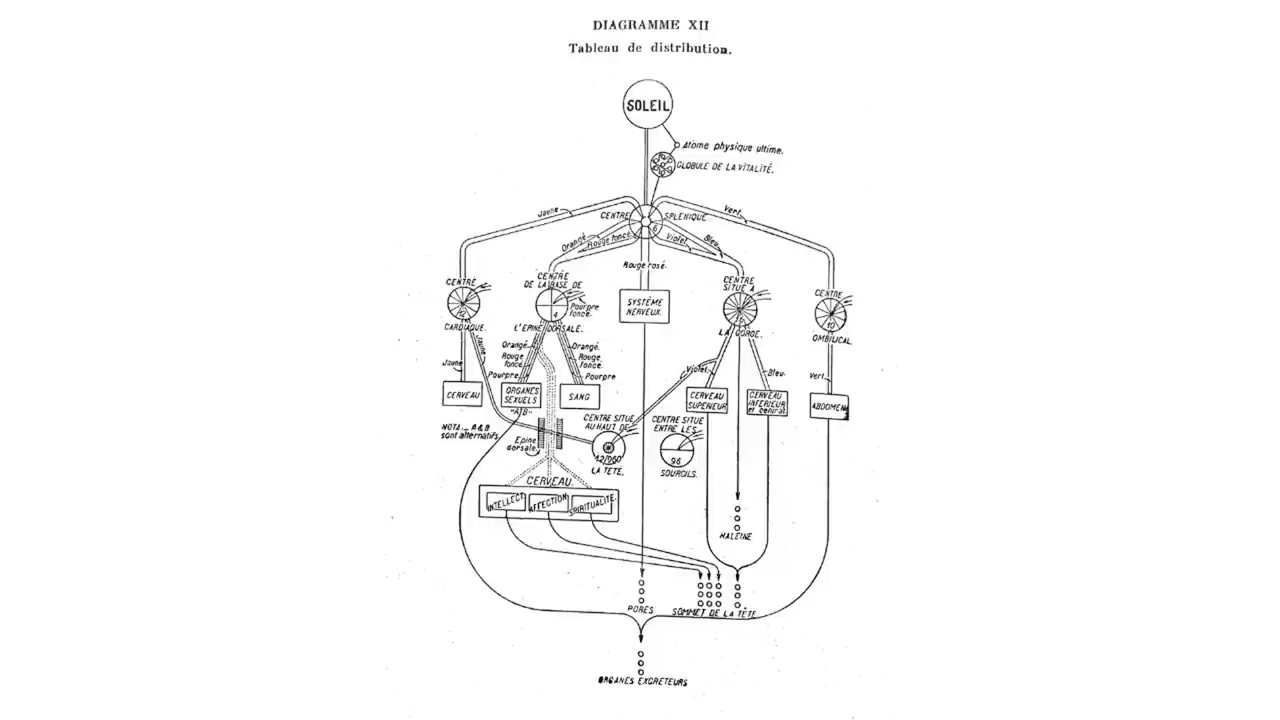 DIAGRAMME XII
Tableau de distribution.
SOLEIL
Atome physique ultime.
GLOBULE DE LA VITALITÉ.
Jaune
Vert.
CENTRE SPLÉNIQUE
6
Orangé
Rouge foncé
Violet
Bleu
Rouge rosé.
CENTRE
12
CARDIAQUE.
CENTRE
DE LA BASE DE
4
L'ÉPINE DORSALE.
Pourpre
foncé.
SYSTÈME
NERVEUX.
CENTRE
SITUÉ A
16
LA GORGE.
CENTRE
10
OMBILICAL.
Jaune
Jaune
Orangé.
Rouge
foncé
Pourpre
Orangé.
Rouge
foncé.
Pourpre
Violet
Bleu.
Vert.
CERVEAU
ORGANES
SEXUELS
"A B"
SANG
CERVEAU
SUPÉRIEUR
CERVEAU
INFÉRIEUR
et central.
ABDOMEN
NOTA._ A & B
sont alternatifs.
Epine
dorsale.
CENTRE SITUÉ
AU HAUT DE
12/960
LA TÊTE.
CENTRE SITUÉ
ENTRE LES
96
SOURCILS.
CERVEAU.
INTELLECT
AFFECTION
SPIRITUALITÉ.
HALEINE
PORES
SOMMET DE LA TÊTE
ORGANES EXCRÉTEURS